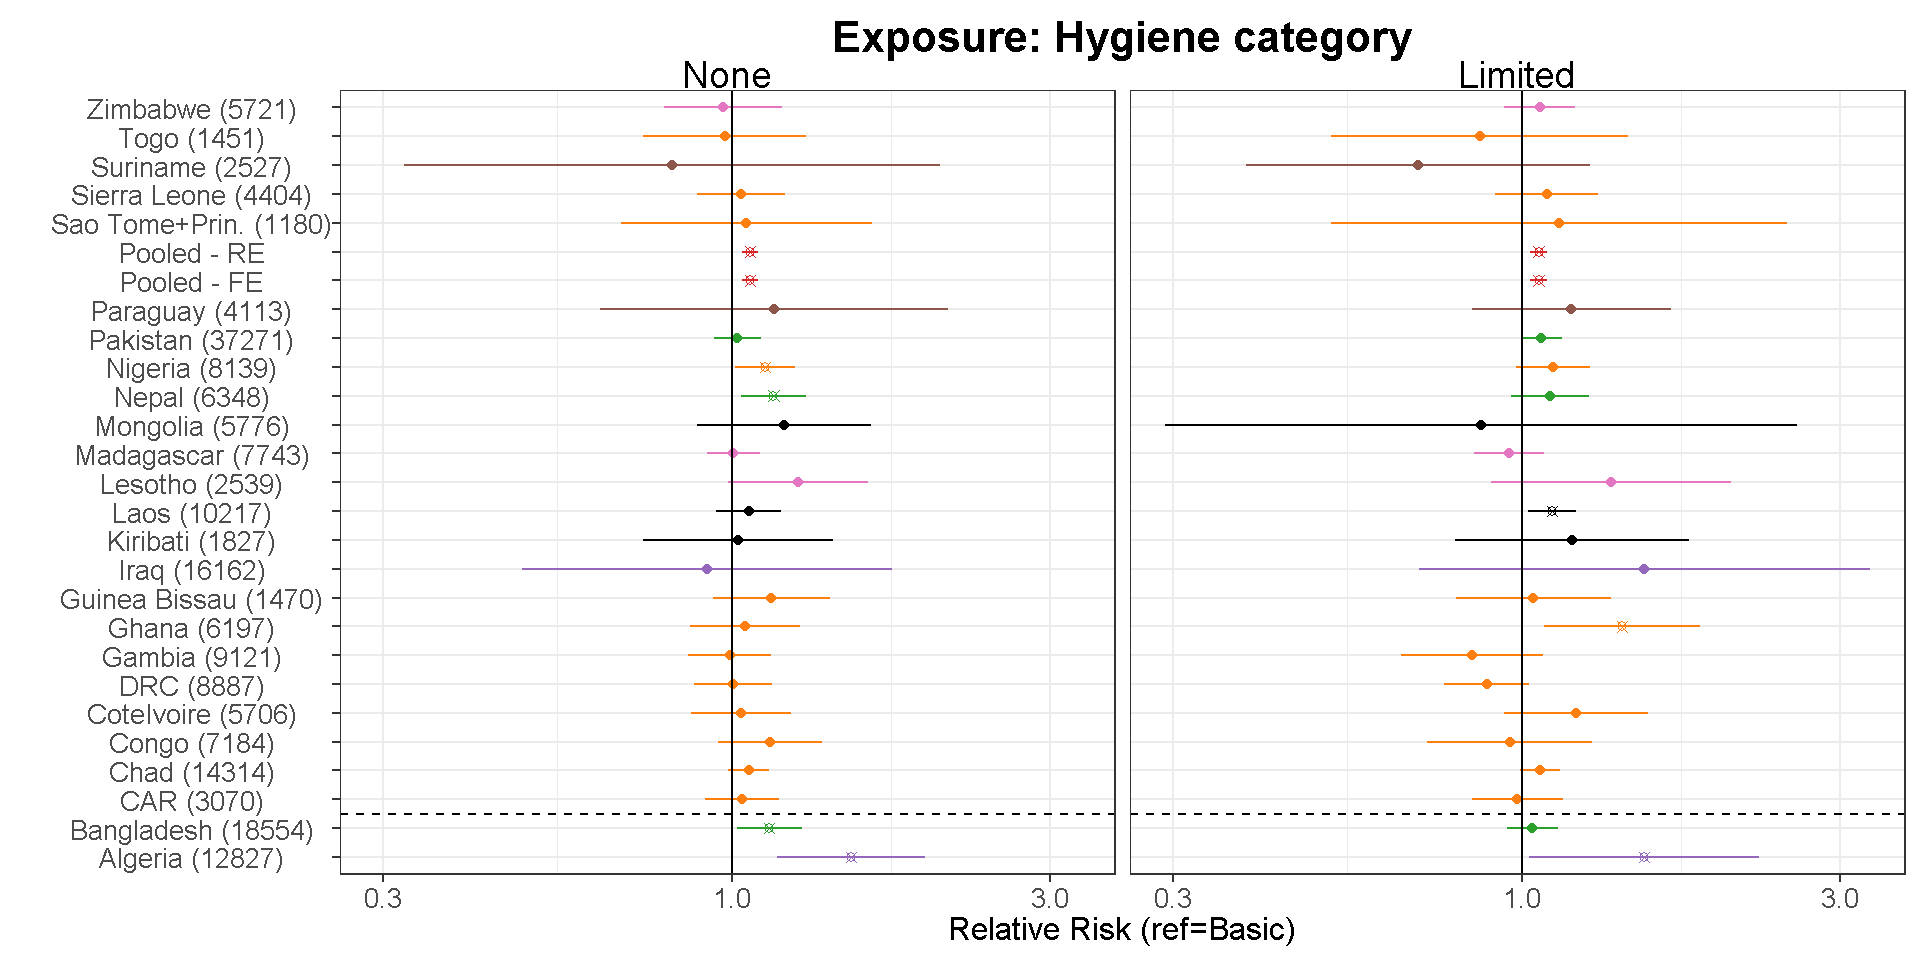 Exposure: Hygiene category
None
Limited
Zimbabwe (5721)
Togo (1451)
Suriname (2527)
Sierra Leone (4404)
Sao Tome+Prin. (1180)
Pooled - RE
Pooled - FE
Paraguay (4113)
Pakistan (37271)
Nigeria (8139)
Nepal (6348)
Mongolia (5776)
Madagascar (7743)
Lesotho (2539)
Laos (10217)
Kiribati (1827)
Iraq (16162)
Guinea Bissau (1470)
Ghana (6197)
Gambia (9121)
DRC (8887)
CoteIvoire (5706)
Congo (7184)
Chad (14314)
CAR (3070)
Bangladesh (18554)
Algeria (12827)
0.3 1.0 3.0
0.3 1.0 3.0
Relative Risk (ref=Basic)